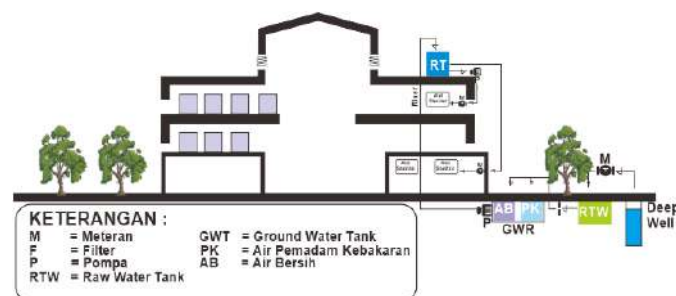 RT
Riser
M
AB PK
RTW
Deep
Well
GWR
P
KETERANGAN :
M = Meteran
F = Filter
P = Pompa
RTW = Raw Water Tank
GWT = Ground Water Tank
PK = Air Pemadam Kebakaran
AB = Air Bersih